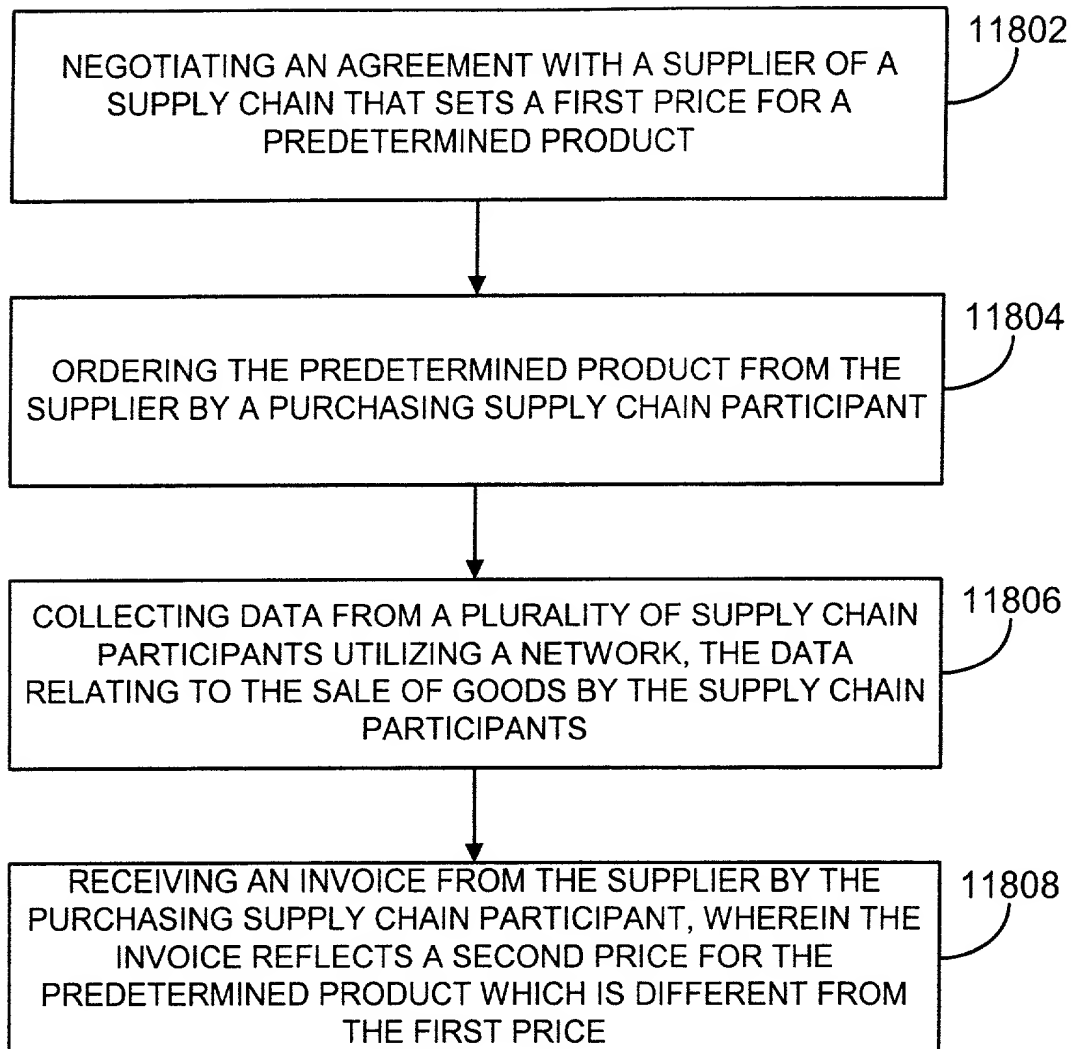 11802
NEGOTIATING AN AGREEMENT WITH A SUPPLIER OF A
SUPPLY CHAIN THAT SETS A FIRST PRICE FOR A
PREDETERMINED PRODUCT
11804
ORDERING THE PREDETERMINED PRODUCT FROM THE
SUPPLIER BY A PURCHASING SUPPLY CHAIN PARTICIPANT
11806
COLLECTING DATA FROM A PLURALITY OF SUPPLY CHAIN
PARTICIPANTS UTILIZING A NETWORK, THE DATA
RELATING TO THE SALE OF GOODS BY THE SUPPLY CHAIN
PARTICIPANTS
11808
RECEIVING AN INVOICE FROM THE SUPPLIER BY THE
PURCHASING SUPPLY CHAIN PARTICIPANT, WHEREIN THE
INVOICE REFLECTS A SECOND PRICE FOR THE
PREDETERMINED PRODUCT WHICH IS DIFFERENT FROM
THE FIRST PRICE